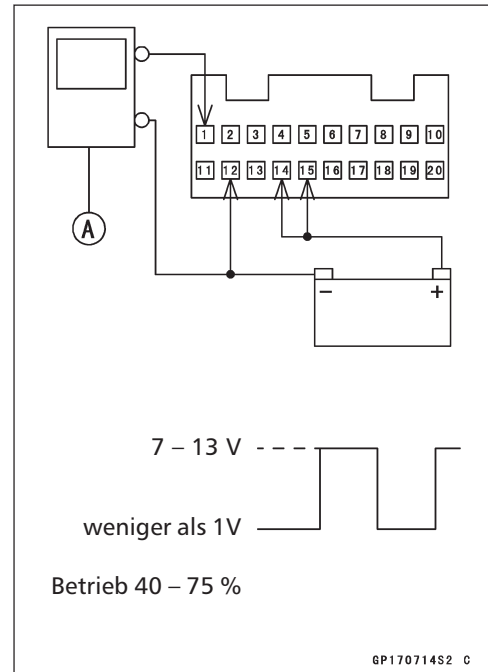 1 2 3 4 5 6 7 8 9 10
11 12 13 14 15 16 17 18 19 20
A
− +
7 – 13 V
weniger als 1V
Betrieb 40 – 75 %
GP170714S2 C